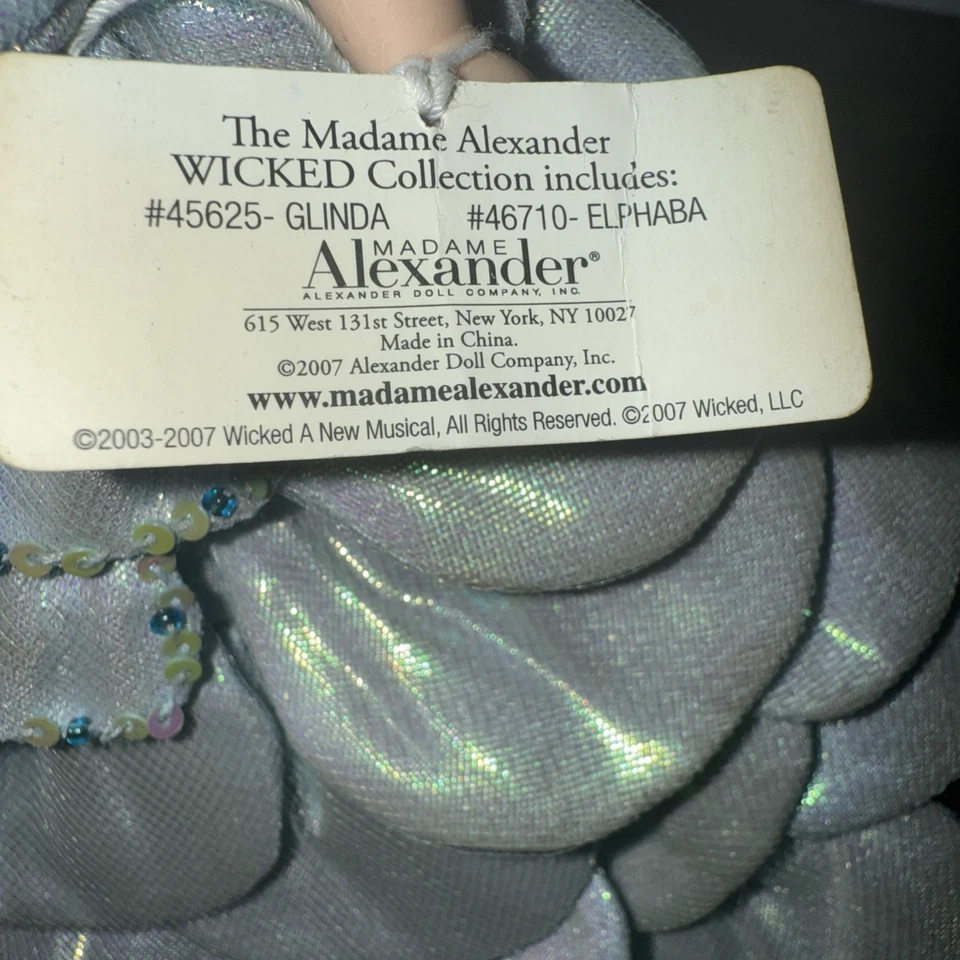 The Madame Alexander
WICKED Collection includes:
#45625- GLINDA #46710- ELPHABA
MADAME
Alexander®
ALEXANDER DOLL COMPANY, INC.
615 West 131st Street, New York, NY 10027
Made in China.
©2007 Alexander Doll Company, Inc.
www.madamealexander.com
©2003-2007 Wicked A New Musical, All Rights Reserved. ©2007 Wicked, LLC